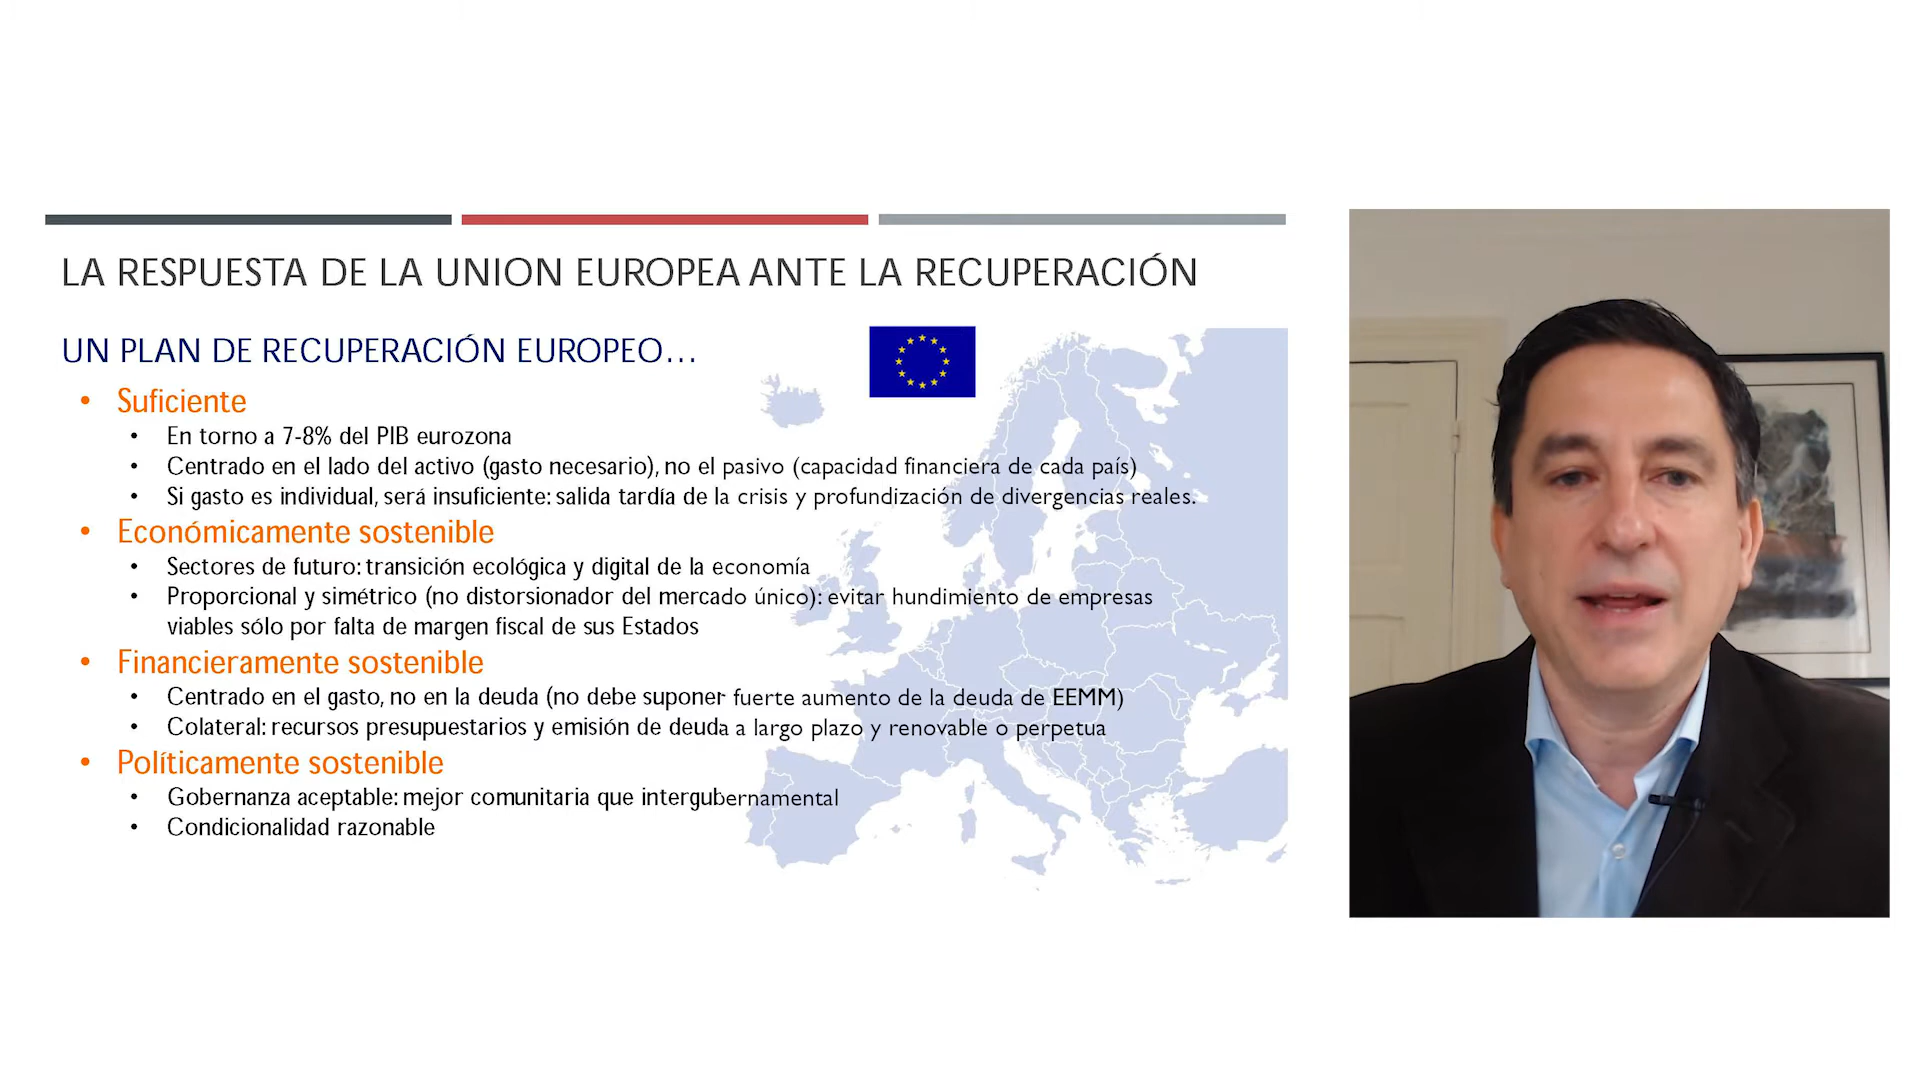 LA RESPUESTA DE LA UNION EUROPEA ANTE LA RECUPERACIÓN
UN PLAN DE RECUPERACIÓN EUROPEO…
• Suficiente
• En torno a 7-8% del PIB eurozona
• Centrado en el lado del activo (gasto necesario), no el pasivo (capacidad financiera de cada país)
• Si gasto es individual, será insuficiente: salida tardía de la crisis y profundización de divergencias reales.
• Económicamente sostenible
• Sectores de futuro: transición ecológica y digital de la economía
• Proporcional y simétrico (no distorsionador del mercado único): evitar hundimiento de empresas
viables sólo por falta de margen fiscal de sus Estados
• Financieramente sostenible
• Centrado en el gasto, no en la deuda (no debe suponer fuerte aumento de la deuda de EEMM)
• Colateral: recursos presupuestarios y emisión de deuda a largo plazo y renovable o perpetua
• Políticamente sostenible
• Gobernanza aceptable: mejor comunitaria que intergubernamental
• Condicionalidad razonable